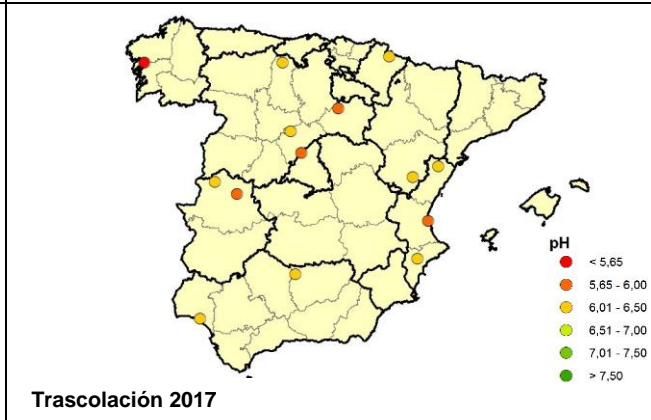 pH
< 5,65
5,65 - 6,00
6,01 - 6,50
6,51 - 7,00
7,01 - 7,50
> 7,50
Trascolación 2017